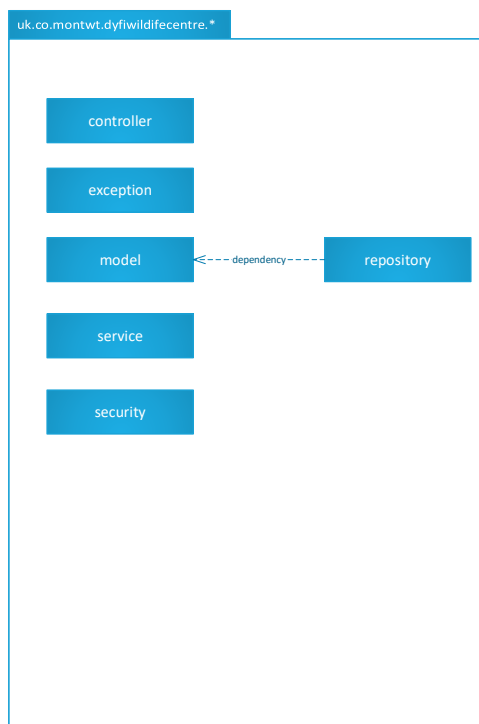 uk.co.montwt.dyfiwildifecentre.*
controller
exception
model
dependency
repository
service
security